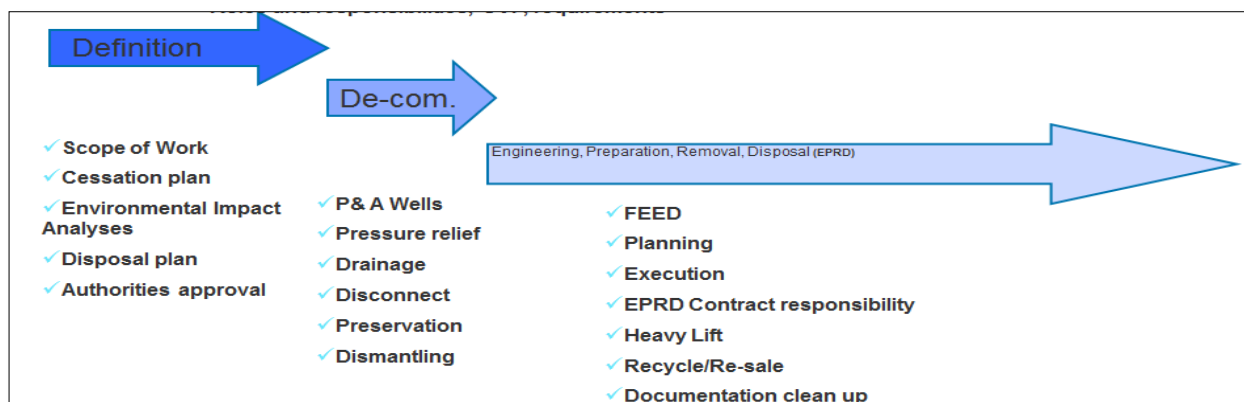 Definition
De-com.
Engineering, Preparation, Removal, Disposal (EPRD)
✓Scope of Work
✓Cessation plan
✓Environmental Impact
Analyses
✓Disposal plan
✓Authorities approval
✓P& A Wells
✓Pressure relief
✓Drainage
✓Disconnect
✓Preservation
✓Dismantling
✓FEED
✓Planning
✓Execution
✓EPRD Contract responsibility
✓Heavy Lift
✓Recycle/Re-sale
✓Documentation clean up